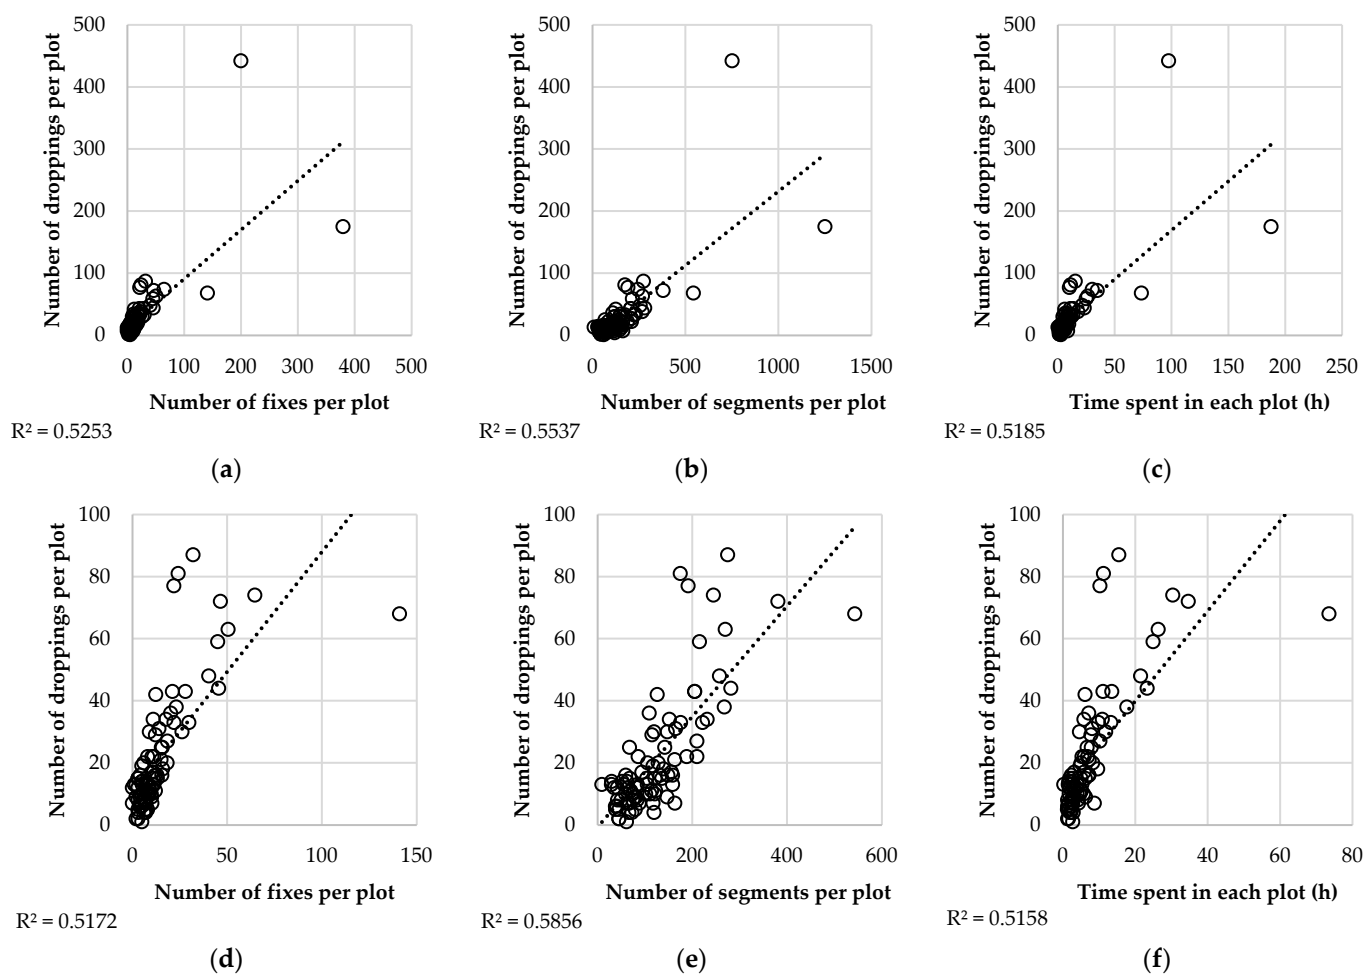 500
400
300
200
100
0
Number of droppings per plot
0 100 200 300 400 500
Number of fixes per plot
R² = 0.5253
(a)
500
400
300
200
100
0
Number of droppings per plot
0 500 1000 1500
Number of segments per plot
R² = 0.5537
(b)
500
400
300
200
100
0
Number of droppings per plot
0 50 100 150 200 250
Time spent in each plot (h)
R² = 0.5185
(c)
100
80
60
40
20
0
Number of droppings per plot
0 50 100 150
Number of fixes per plot
R² = 0.5172
(d)
100
80
60
40
20
0
Number of droppings per plot
0 200 400 600
Number of segments per plot
R² = 0.5856
(e)
100
80
60
40
20
0
Number of droppings per plot
0 20 40 60 80
Time spent in each plot (h)
R² = 0.5158
(f)